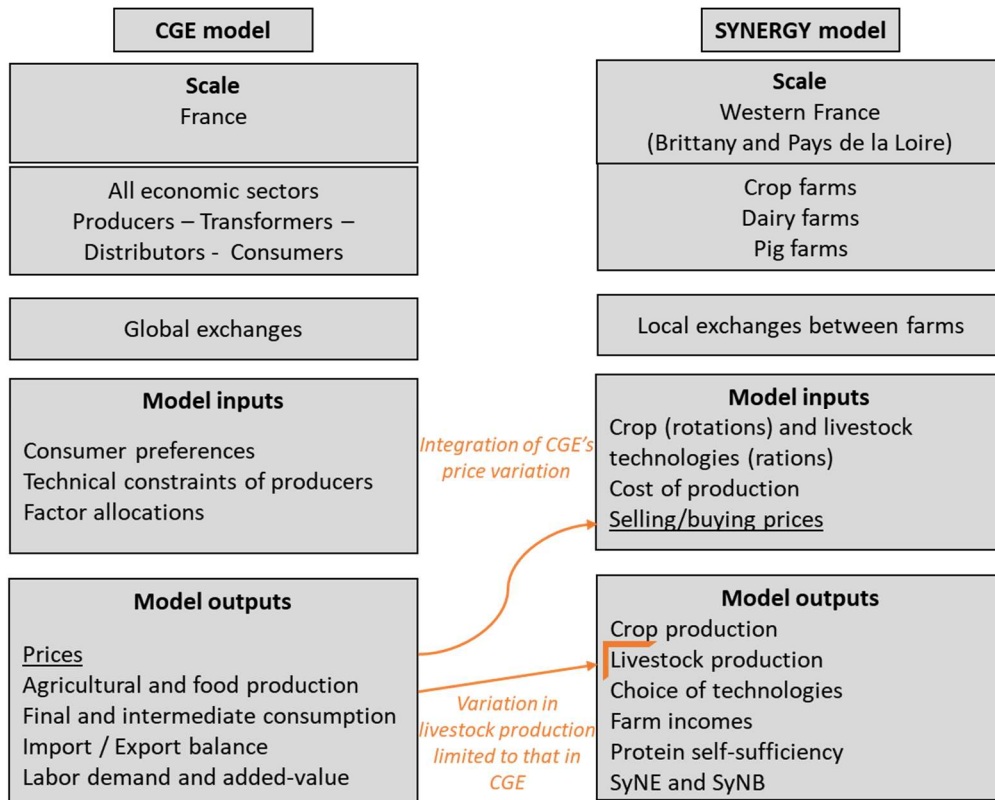 CGE model
Scale
France
All economic sectors
Producers – Transformers –
Distributors - Consumers
Global exchanges
Model inputs
Consumer preferences
Technical constraints of producers
Factor allocations
Model outputs
Prices
Agricultural and food production
Final and intermediate consumption
Import / Export balance
Labor demand and added-value
Integration of CGE's
price variation
Variation in
livestock production
limited to that in
CGE
SYNERGY model
Scale
Western France
(Brittany and Pays de la Loire)
Crop farms
Dairy farms
Pig farms
Local exchanges between farms
Model inputs
Crop (rotations) and livestock
technologies (rations)
Cost of production
Selling/buying prices
Model outputs
Crop production
Livestock production
Choice of technologies
Farm incomes
Protein self-sufficiency
SyNE and SyNB